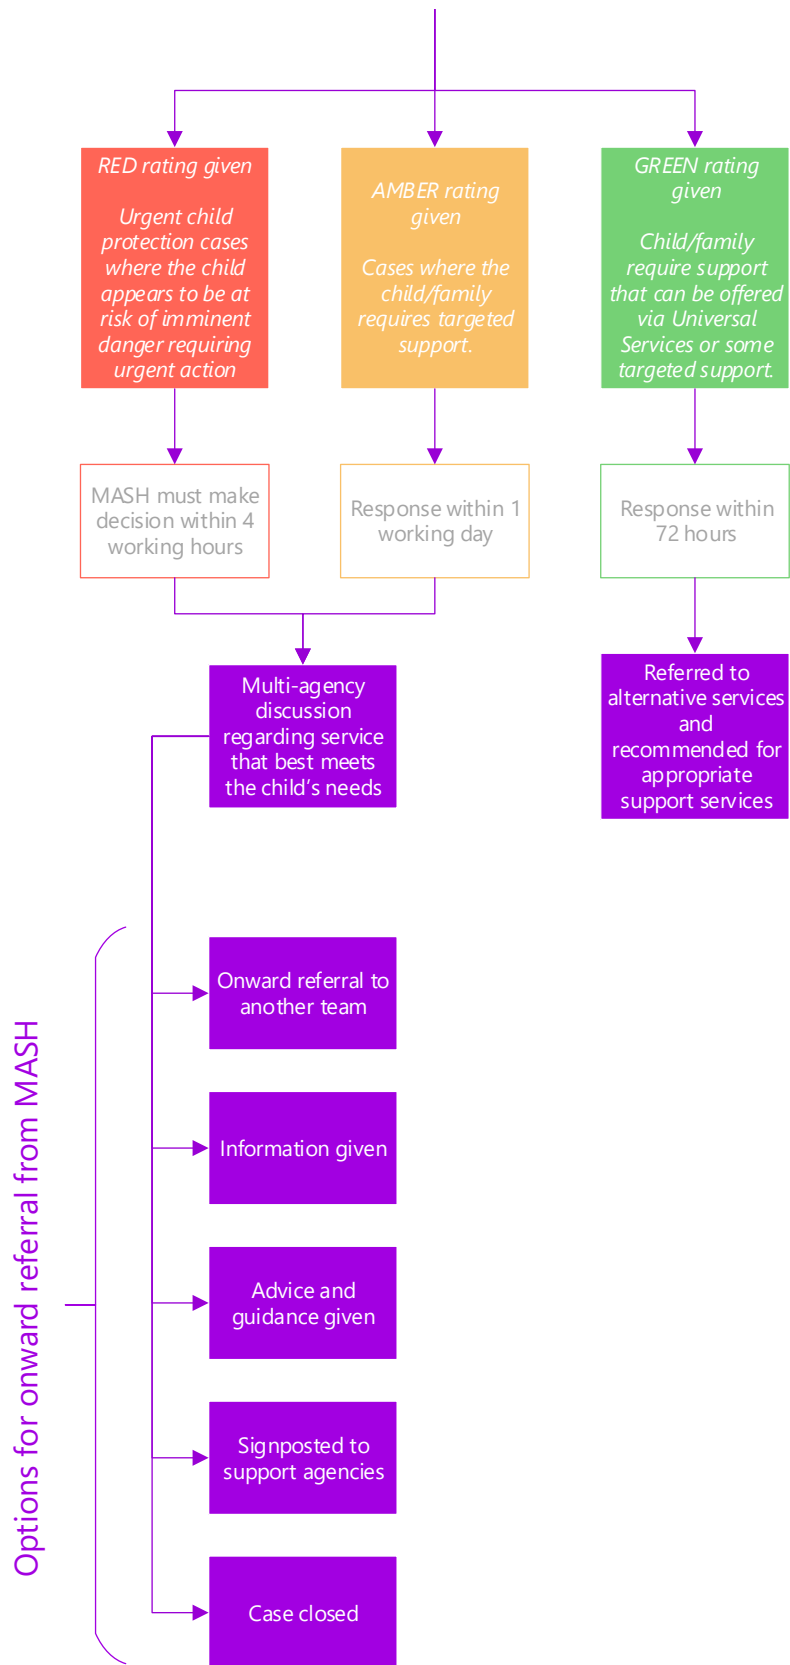 RED rating given
Urgent child
protection cases
where the child
appears to be at
risk of imminent
danger requiring
urgent action
AMBER rating
given
Cases where the
child/family
requires targeted
support.
GREEN rating
given
Child/family
require support
that can be offered
via Universal
Services or some
targeted support.
MASH must make
decision within 4
working hours
Response within 1
working day
Response within
72 hours
Multi-agency
discussion
regarding service
that best meets
the child’s needs
Referred to
alternative services
and
recommended for
appropriate
support services
Options for onward referral from MASH
Onward referral to
another team
Information given
Advice and
guidance given
Signposted to
support agencies
Case closed